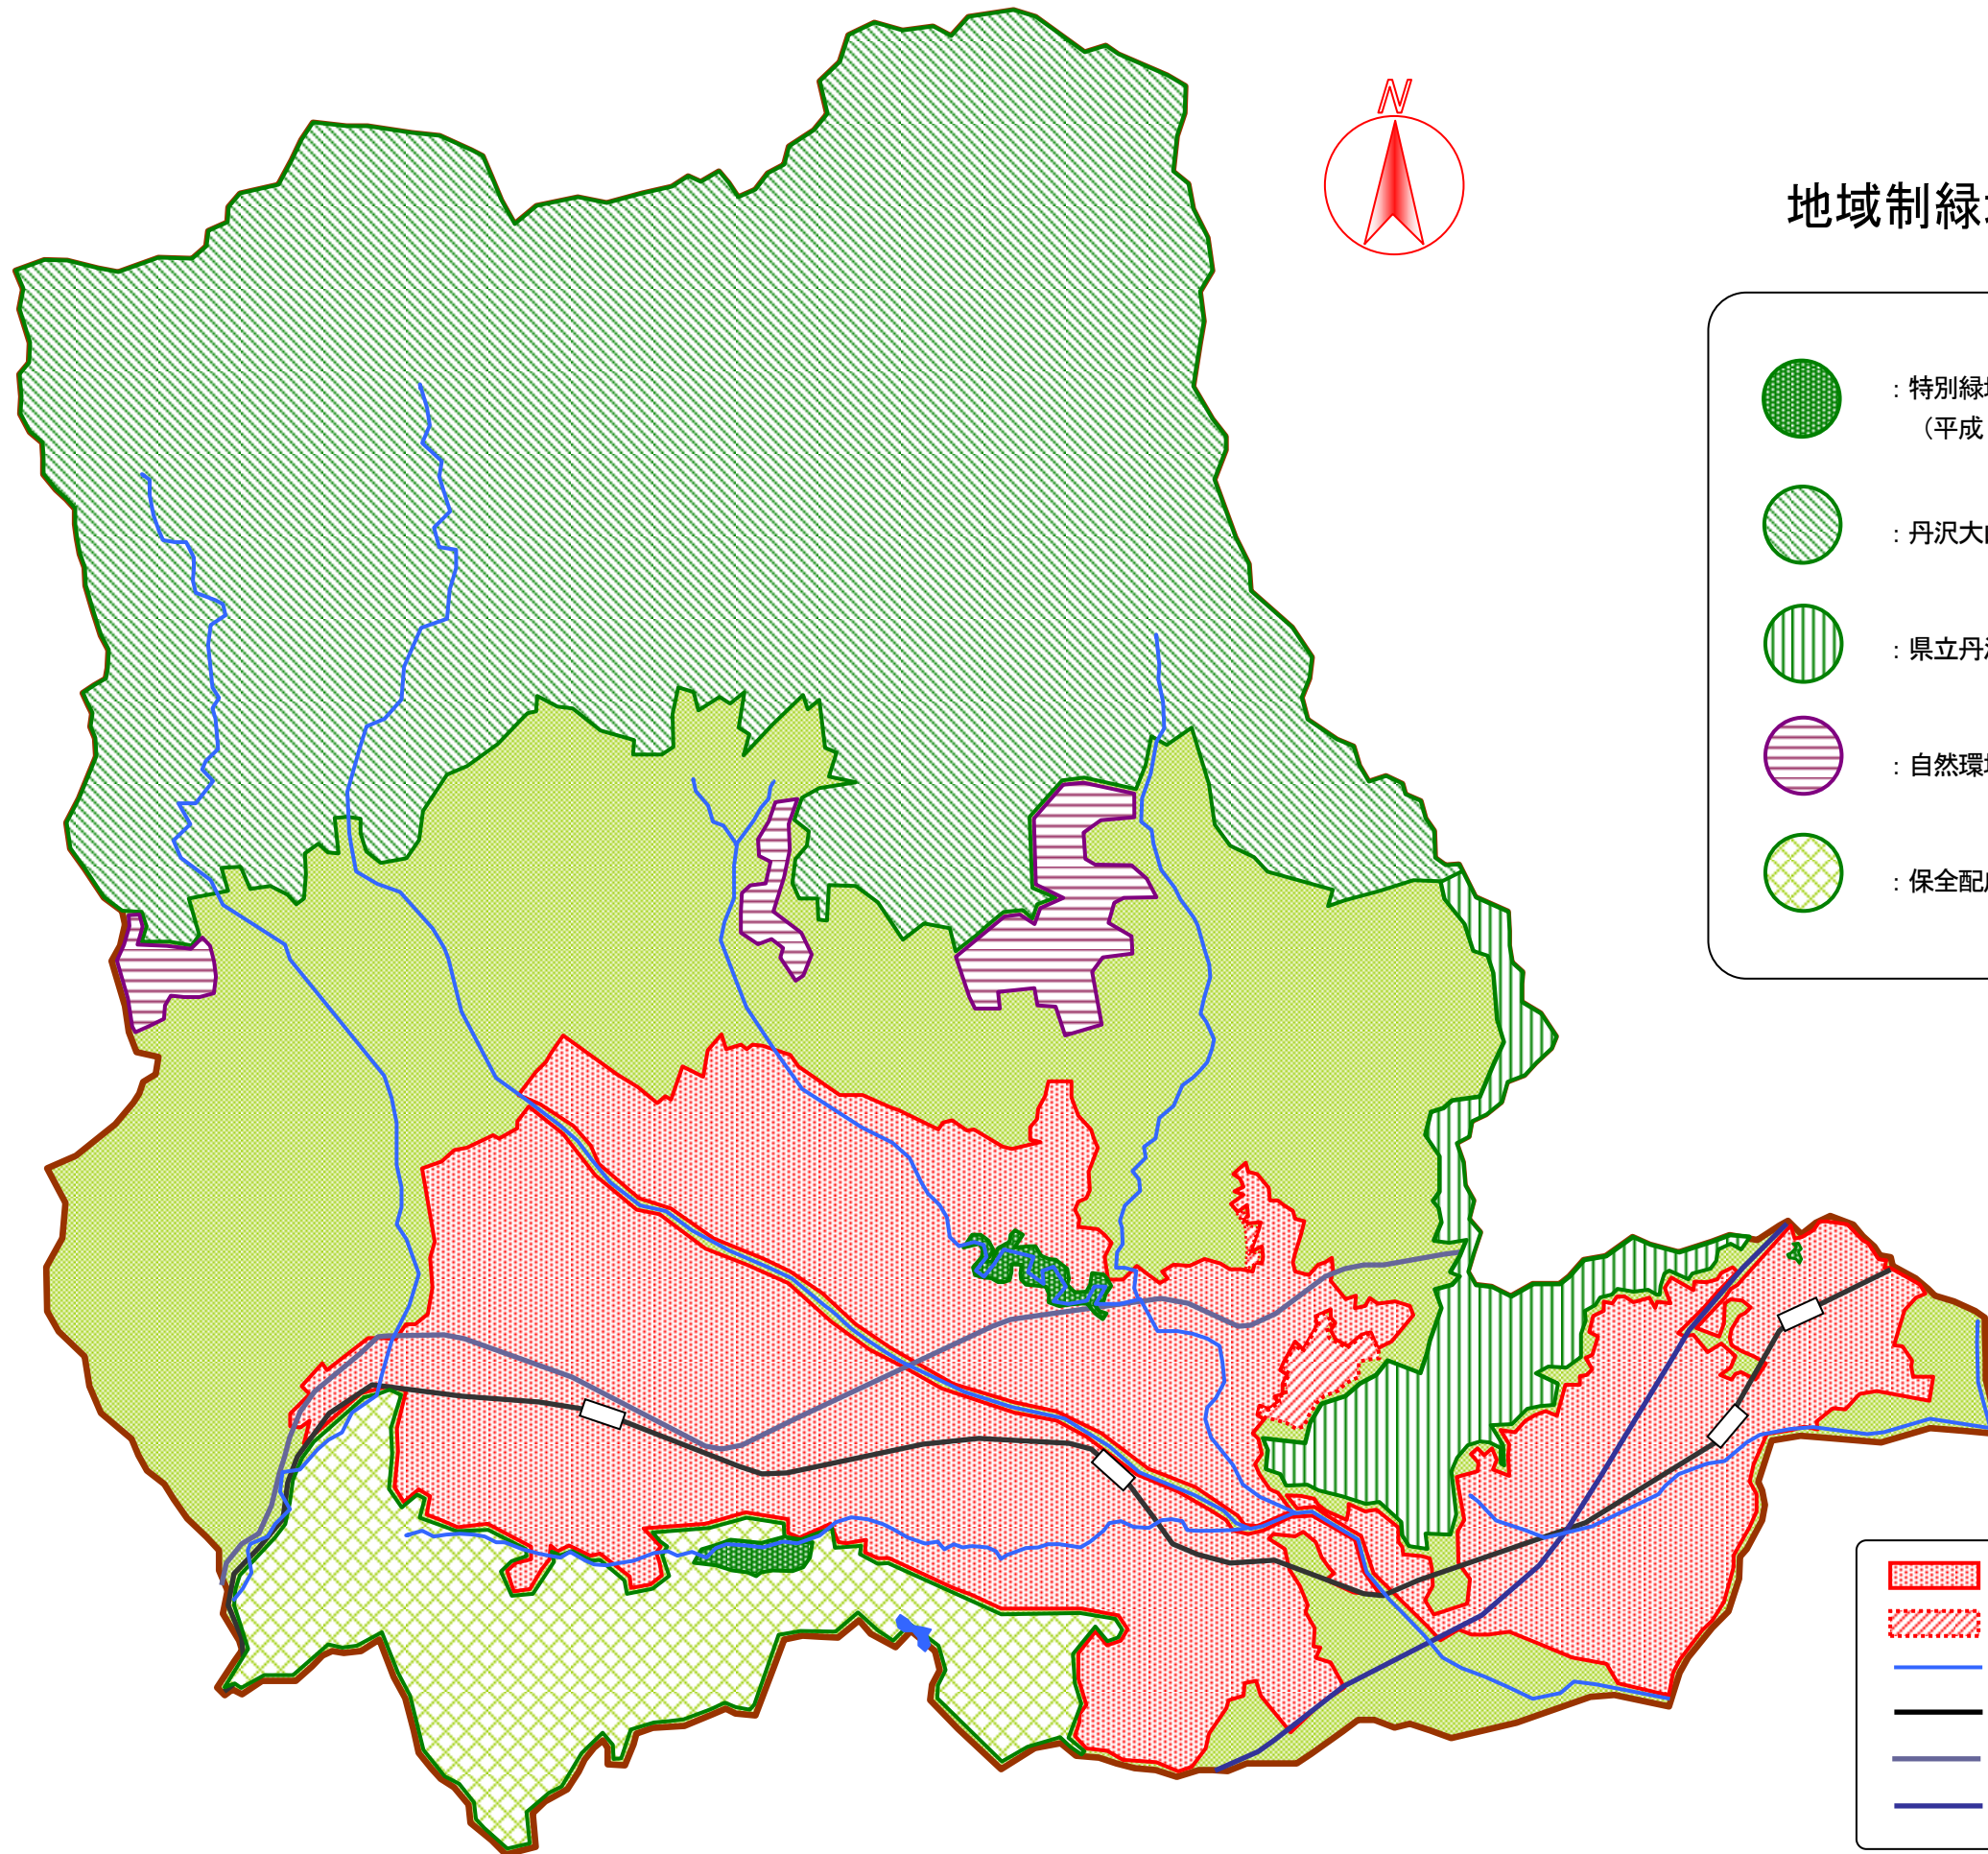 N
地域制緑
：特別緑
（平成
：丹沢大
：県立丹
：自然環
：保全配